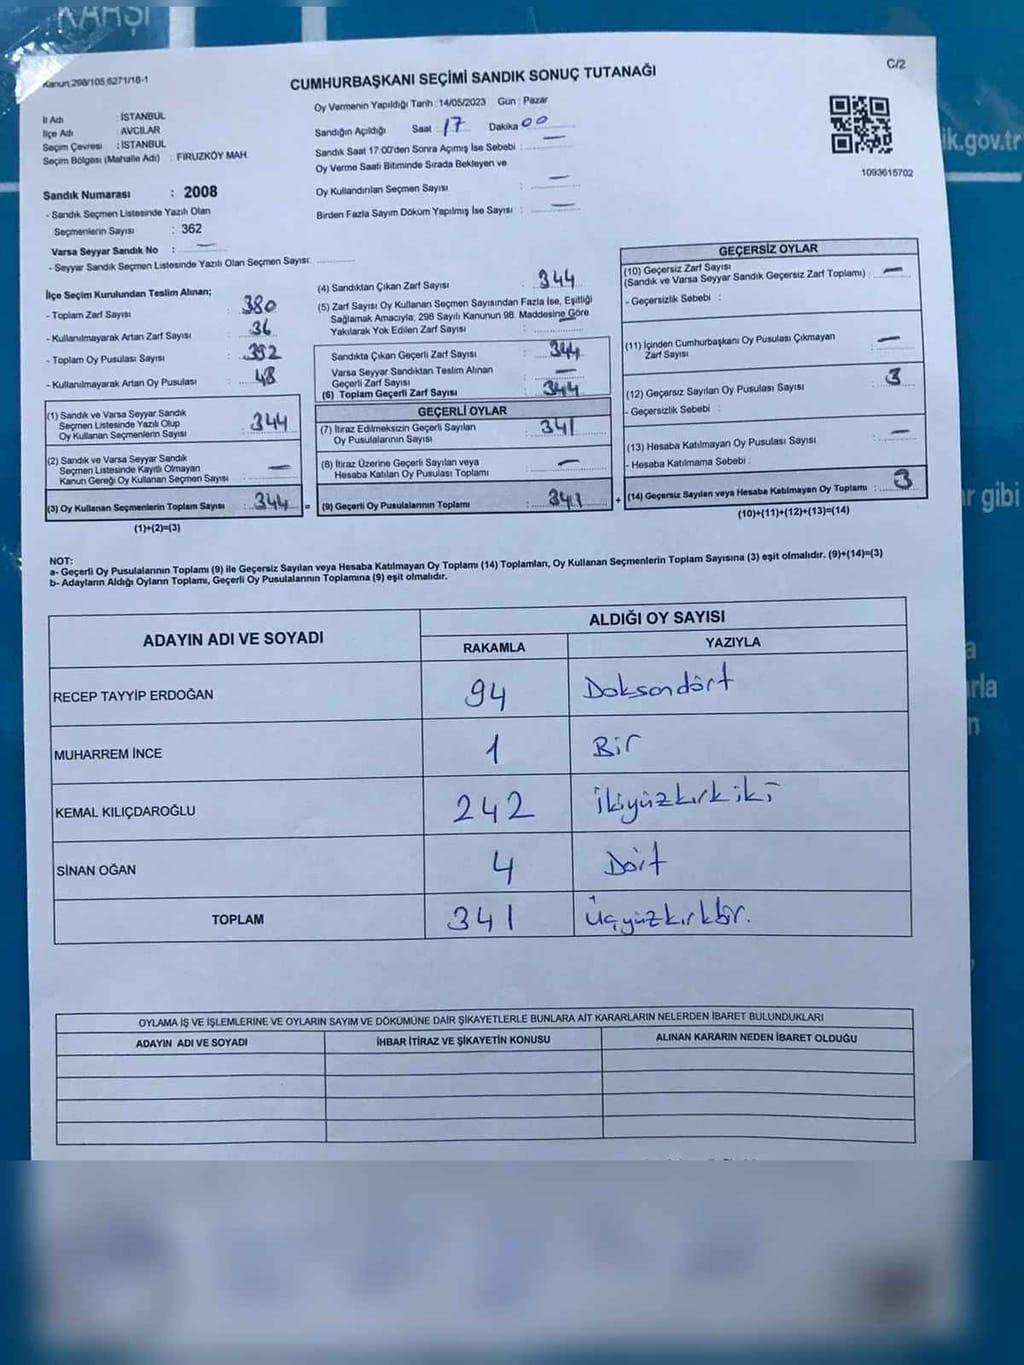 KARŞI
Kanun:298/105,6271/18-1
CUMHURBAŞKANI SEÇİMİ SANDIK SONUÇ TUTANAĞI
C/2
İl Adı : İSTANBUL
İlçe Adı : AVCILAR
Seçim Çevresi : İSTANBUL
Seçim Bölgesi (Mahalle Adı) : FIRUZKÖY MAH.
Oy Vermenin Yapıldığı Tarih : 14/05/2023 Gün : Pazar
Sandığın Açıldığı Saat : 17 Dakika 00
Sandık Saat 17:00'den Sonra Açımış İse Sebebi : —
Oy Verme Saati Bitiminde Sırada Bekleyen ve
Oy Kullandırılan Seçmen Sayısı : —
Birden Fazla Sayım Döküm Yapılmış İse Sayısı : —
ik.gov.tr
1093615702
Sandık Numarası : 2008
- Sandık Seçmen Listesinde Yazılı Olan
Seçmenlerin Sayısı : 362
Varsa Seyyar Sandık No : —
- Seyyar Sandık Seçmen Listesinde Yazılı Olan Seçmen Sayısı:
İlçe Seçim Kurulundan Teslim Alınan;
- Toplam Zarf Sayısı : 380
- Kullanılmayarak Artan Zarf Sayısı : 36
- Toplam Oy Pusulası Sayısı : 392
- Kullanılmayarak Artan Oy Pusulası : 48
(1) Sandık ve Varsa Seyyar Sandık
Seçmen Listesinde Yazılı Olup
Oy Kullanan Seçmenlerin Sayısı : 344
(2) Sandık ve Varsa Seyyar Sandık
Seçmen Listesinde Kayıtlı Olmayan
Kanun Gereği Oy Kullanan Seçmen Sayısı : —
(3) Oy Kullanan Seçmenlerin Toplam Sayısı : 344 =
(1)+(2)=(3)
(4) Sandıktan Çıkan Zarf Sayısı : 344
(5) Zarf Sayısı Oy Kullanan Seçmen Sayısından Fazla İse, Eşitliği
Sağlamak Amacıyla; 298 Sayılı Kanunun 98. Maddesine Göre
Yakılarak Yok Edilen Zarf Sayısı :
Sandıkta Çıkan Geçerli Zarf Sayısı : 344
Varsa Seyyar Sandıktan Teslim Alınan
Geçerli Zarf Sayısı : —
(6) Toplam Geçerli Zarf Sayısı : 344
GEÇERLİ OYLAR
(7) İtiraz Edilmeksizin Geçerli Sayılan
Oy Pusulalarının Sayısı : 341
(8) İtiraz Üzerine Geçerli Sayılan veya
Hesaba Katılan Oy Pusulası Toplamı : —
(9) Geçerli Oy Pusulalarının Toplamı : 341 +
GEÇERSİZ OYLAR
(10) Geçersiz Zarf Sayısı
(Sandık ve Varsa Seyyar Sandık Geçersiz Zarf Toplamı) : —
- Geçersizlik Sebebi :
(11) İçinden Cumhurbaşkanı Oy Pusulası Çıkmayan
Zarf Sayısı : —
(12) Geçersiz Sayılan Oy Pusulası Sayısı : 3
- Geçersizlik Sebebi :
(13) Hesaba Katılmayan Oy Pusulası Sayısı : —
- Hesaba Katılmama Sebebi :
(14) Geçersiz Sayılan veya Hesaba Katılmayan Oy Toplamı : 3
(10)+(11)+(12)+(13)=(14)
r gibi
NOT:
a- Geçerli Oy Pusulalarının Toplamı (9) ile Geçersiz Sayılan veya Hesaba Katılmayan Oy Toplamı (14) Toplamları, Oy Kullanan Seçmenlerin Toplam Sayısına (3) eşit olmalıdır. (9)+(14)=(3)
b- Adayların Aldığı Oyların Toplamı, Geçerli Oy Pusulalarının Toplamına (9) eşit olmalıdır.
ADAYIN ADI VE SOYADI ALDIĞI OY SAYISI
RAKAMLA YAZIYLA
RECEP TAYYİP ERDOĞAN 94 Doksandört
MUHARREM İNCE 1 Bir
KEMAL KILIÇDAROĞLU 242 İkiyüzkırkiki
SİNAN OĞAN 4 Dört
TOPLAM 341 Üçyüzkırkbir.
a
rla
n
OYLAMA İŞ VE İŞLEMLERİNE VE OYLARIN SAYIM VE DÖKÜMÜNE DAİR ŞİKAYETLERLE BUNLARA AİT KARARLARIN NELERDEN İBARET BULUNDUKLARI
ADAYIN ADI VE SOYADI İHBAR İTİRAZ VE ŞİKAYETİN KONUSU ALINAN KARARIN NEDEN İBARET OLDUĞU